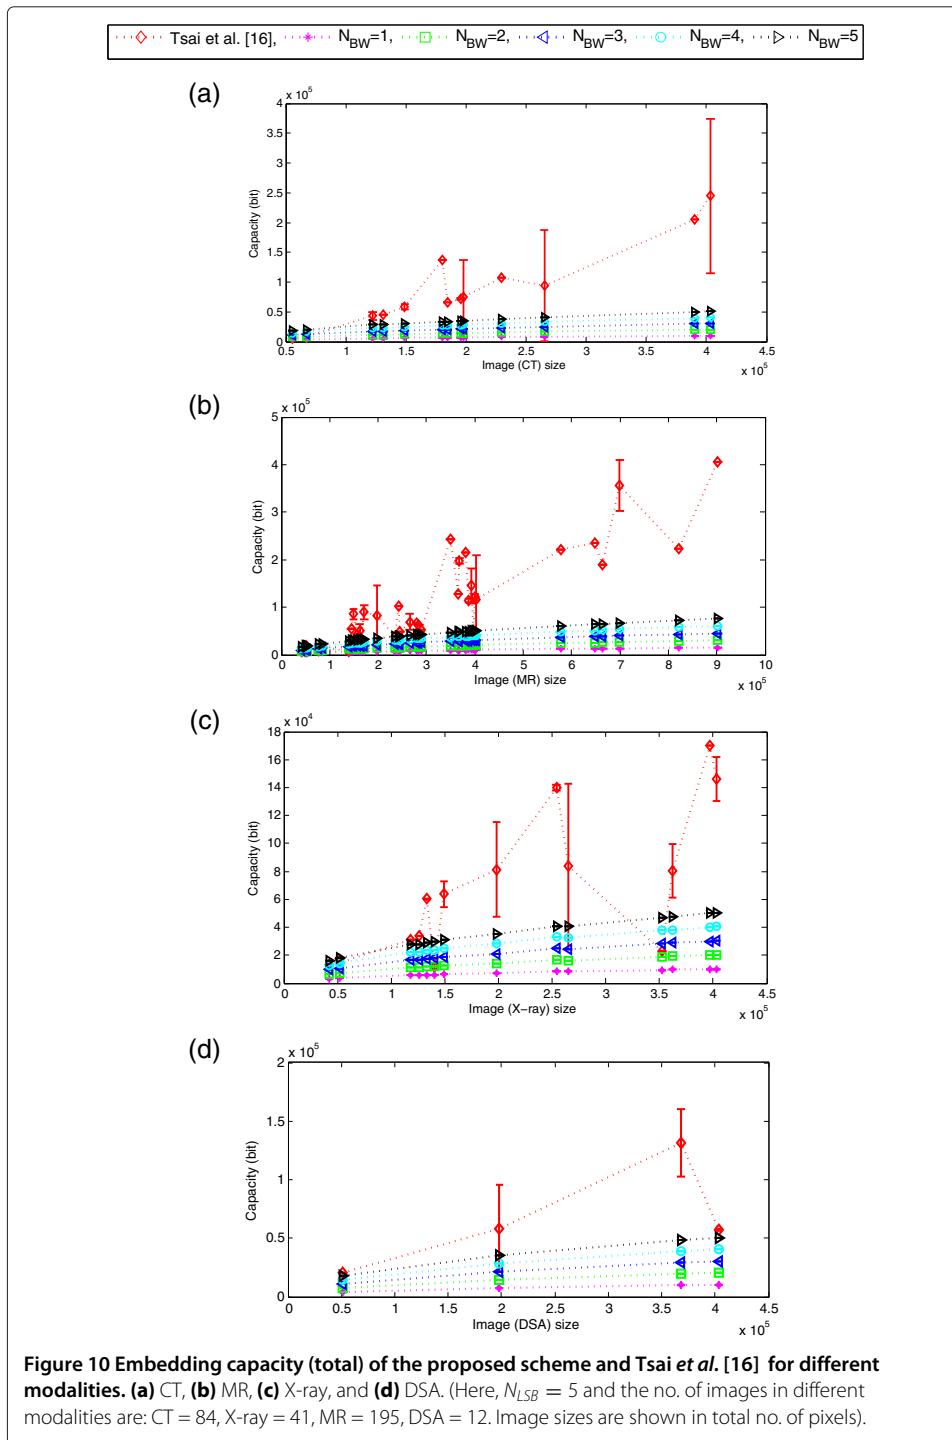 Tsai et al. [16], N_BW=1, N_BW=2, N_BW=3, N_BW=4, N_BW=5
(a)
x 10^5
4
3.5
3
2.5
2
1.5
1
0.5
0
Capacity (bit)
0.5 1 1.5 2 2.5 3 3.5 4 4.5
Image (CT) size
x 10^5
(b)
x 10^5
5
4
3
2
1
0
Capacity (bit)
0 1 2 3 4 5 6 7 8 9 10
Image (MR) size
x 10^5
(c)
x 10^4
18
16
14
12
10
8
6
4
2
0
Capacity (bit)
0 0.5 1 1.5 2 2.5 3 3.5 4 4.5
Image (X−ray) size
x 10^5
(d)
x 10^5
2
1.5
1
0.5
0
Capacity (bit)
0 0.5 1 1.5 2 2.5 3 3.5 4 4.5
Image (DSA) size
x 10^5
Figure 10 Embedding capacity (total) of the proposed scheme and Tsai et al. [16] for different
modalities. (a) CT, (b) MR, (c) X-ray, and (d) DSA. (Here, N_LSB = 5 and the no. of images in different
modalities are: CT = 84, X-ray = 41, MR = 195, DSA = 12. Image sizes are shown in total no. of pixels).